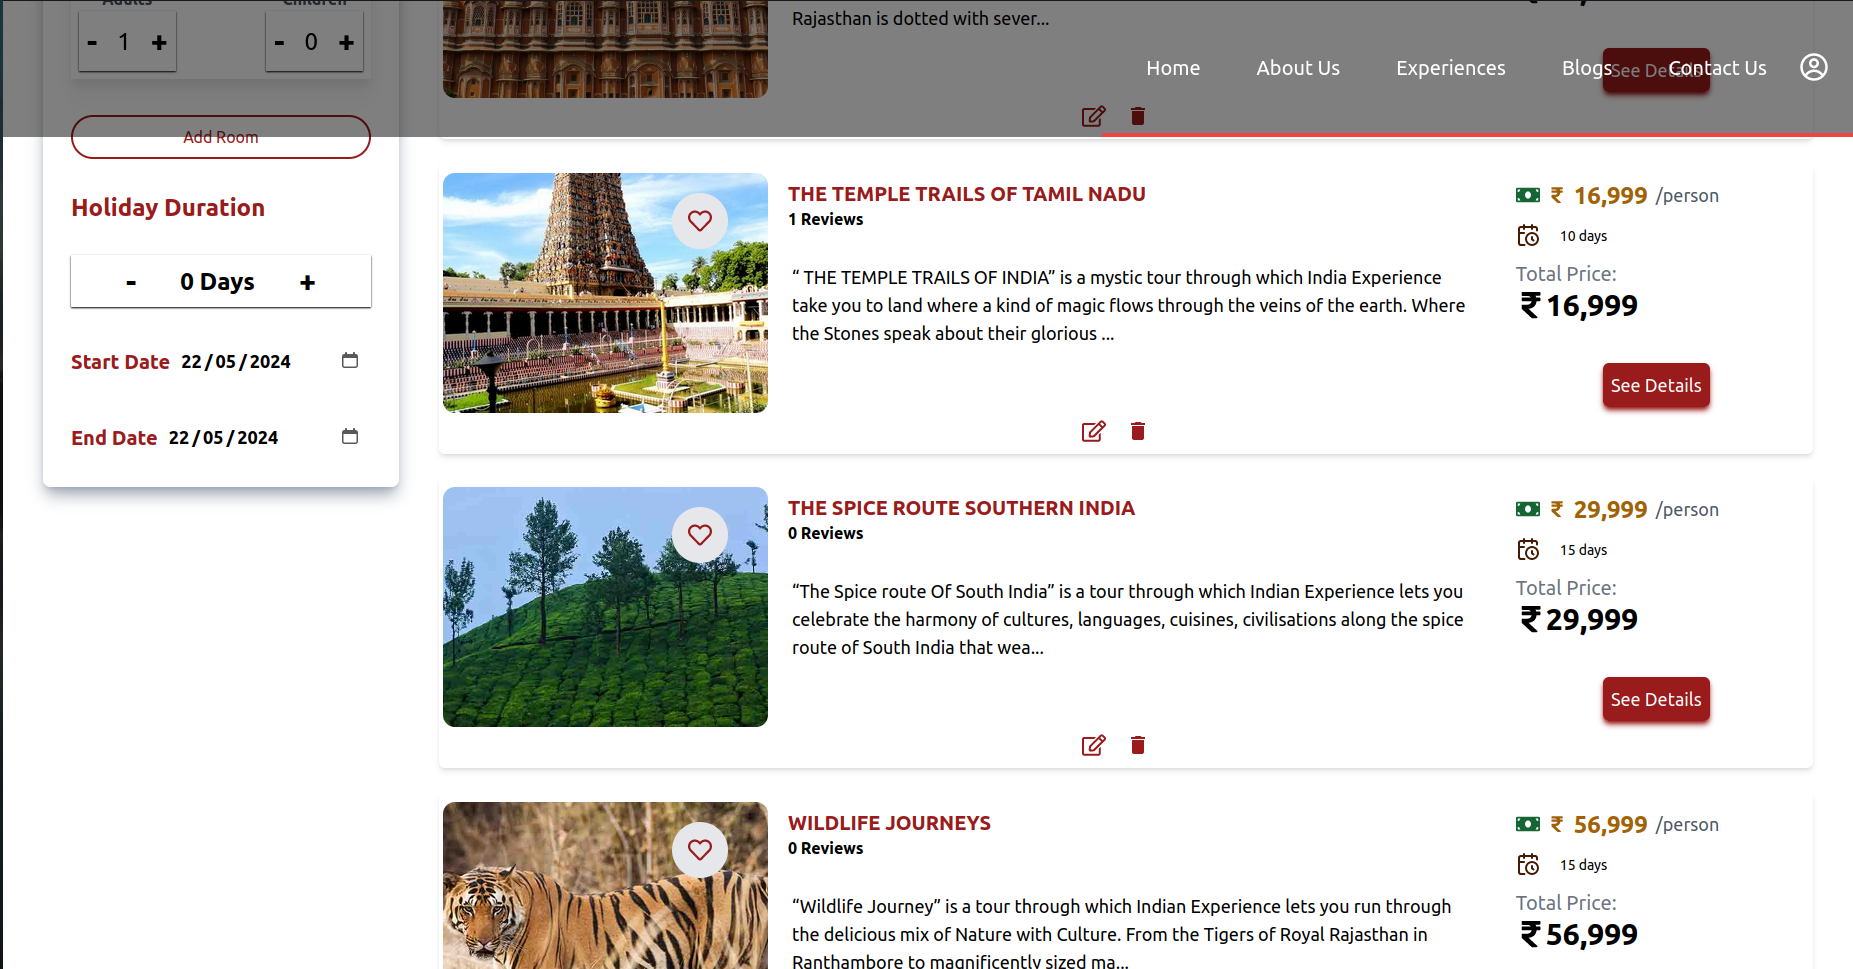 Adults
Children
- 1 +
- 0 +
Add Room
Holiday Duration
- 0 Days +
Start Date 22/05/2024
End Date 22/05/2024
Rajasthan is dotted with sever...
Home
About Us
Experiences
Blogs
Contact Us
See Details
THE TEMPLE TRAILS OF TAMIL NADU
1 Reviews
“ THE TEMPLE TRAILS OF INDIA” is a mystic tour through which India Experience
take you to land where a kind of magic flows through the veins of the earth. Where
the Stones speak about their glorious ...
₹ 16,999 /person
10 days
Total Price:
₹ 16,999
See Details
THE SPICE ROUTE SOUTHERN INDIA
0 Reviews
“The Spice route Of South India” is a tour through which Indian Experience lets you
celebrate the harmony of cultures, languages, cuisines, civilisations along the spice
route of South India that wea...
₹ 29,999 /person
15 days
Total Price:
₹ 29,999
See Details
WILDLIFE JOURNEYS
0 Reviews
“Wildlife Journey” is a tour through which Indian Experience lets you run through
the delicious mix of Nature with Culture. From the Tigers of Royal Rajasthan in
Ranthambore to magnificently sized ma...
₹ 56,999 /person
15 days
Total Price:
₹ 56,999